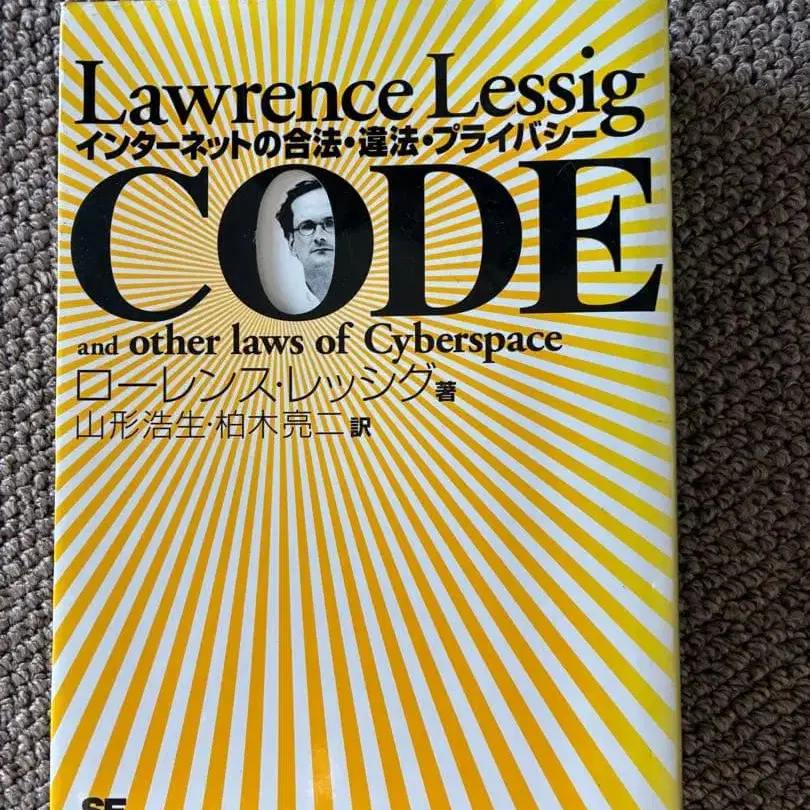 Lawrence Lessig
インターネットの合法・違法・プライバシー
CODE
and other laws of Cyberspace
ローレンス・レッシグ著
山形浩生・柏木亮二訳
SE